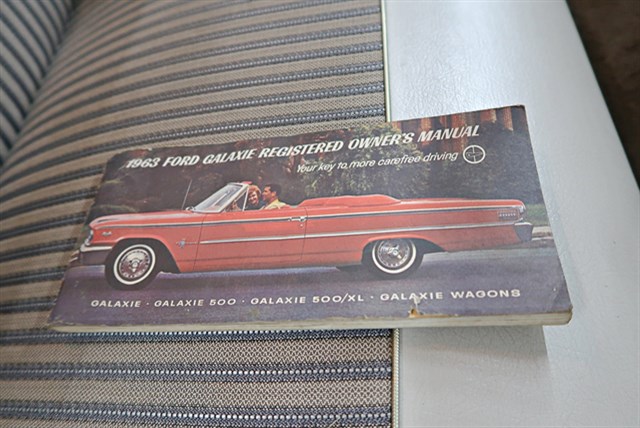 1963 FORD GALAXIE REGISTERED OWNER'S MANUAL
Your key to more carefree driving
GALAXIE · GALAXIE 500 · GALAXIE 500/XL · GALAXIE WAGONS